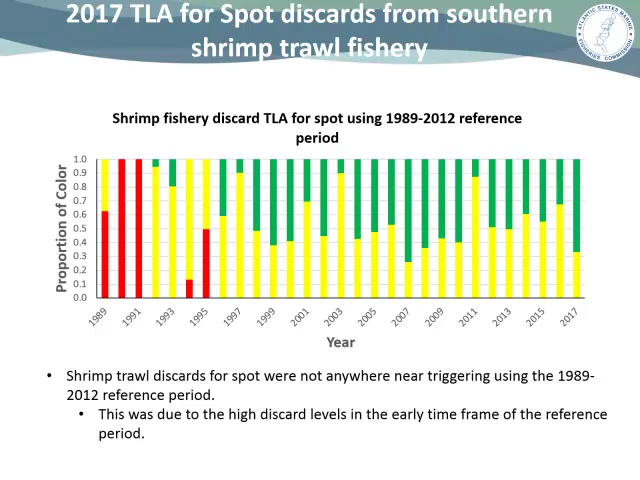 2017 TLA for Spot discards from southern
shrimp trawl fishery
ATLANTIC STATES MARINE
FISHERIES COMMISSION
Shrimp fishery discard TLA for spot using 1989-2012 reference
period
Proportion of Color
1.0
0.9
0.8
0.7
0.6
0.5
0.4
0.3
0.2
0.1
0.0
1989
1991
1993
1995
1997
1999
2001
2003
2005
2007
2009
2011
2013
2015
2017
Year
• Shrimp trawl discards for spot were not anywhere near triggering using the 1989-
2012 reference period.
• This was due to the high discard levels in the early time frame of the reference
period.